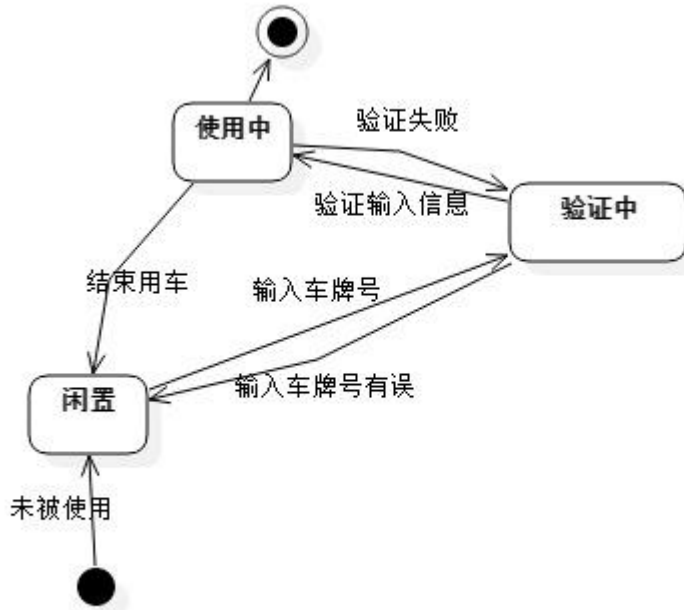 使用中
验证失败
验证输入信息
验证中
结束用车
输入车牌号
输入车牌号有误
闲置
未被使用